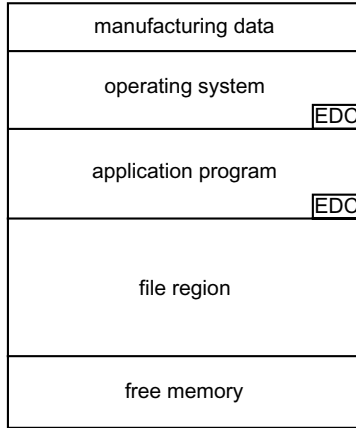 manufacturing data
operating system
EDC
application program
EDC
file region
free memory